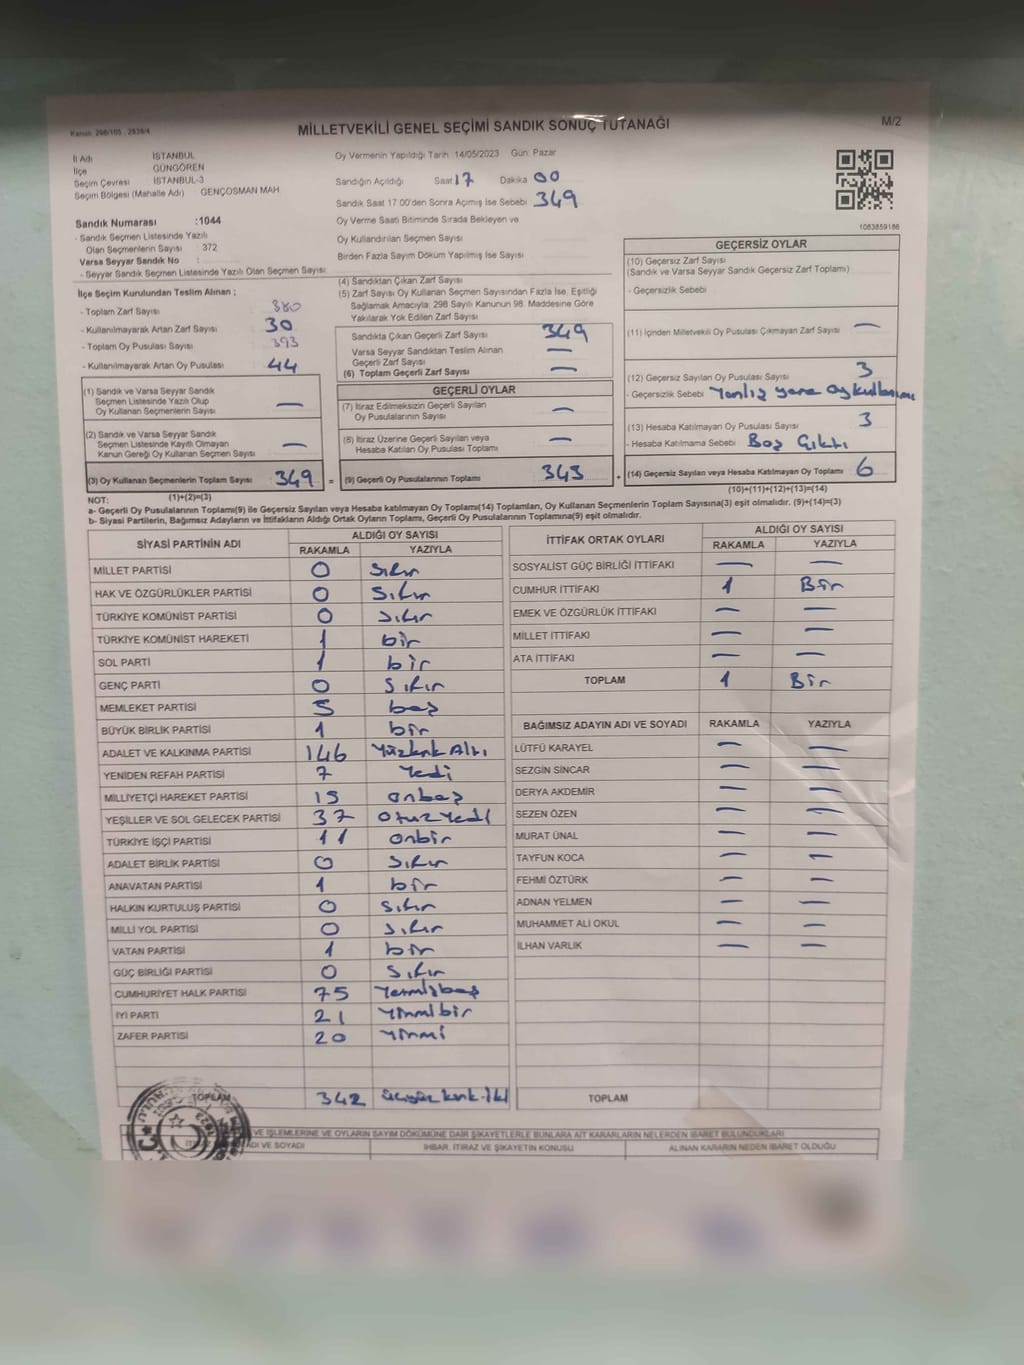 Kanun: 298/105 , 2839/4
MİLLETVEKİLİ GENEL SEÇİMİ SANDIK SONUÇ TUTANAĞI
M/2
İl Adı İSTANBUL
İlçe GÜNGÖREN
Seçim Çevresi İSTANBUL-3
Seçim Bölgesi (Mahalle Adı) GENÇOSMAN MAH
Sandık Numarası :1044
- Sandık Seçmen Listesinde Yazılı
Olan Seçmenlerin Sayısı : 372
Varsa Seyyar Sandık No :
- Seyyar Sandık Seçmen Listesinde Yazılı Olan Seçmen Sayısı:
İlçe Seçim Kurulundan Teslim Alınan ;
- Toplam Zarf Sayısı 380
- Kullanılmayarak Artan Zarf Sayısı 30
- Toplam Oy Pusulası Sayısı 393
- Kullanılmayarak Artan Oy Pusulası 44
(1) Sandık ve Varsa Seyyar Sandık
Seçmen Listesinde Yazılı Olup
Oy Kullanan Seçmenlerin Sayısı —
(2) Sandık ve Varsa Seyyar Sandık
Seçmen Listesinde Kayıtlı Olmayan
Kanun Gereği Oy Kullanan Seçmen Sayısı —
(3) Oy Kullanan Seçmenlerin Toplam Sayısı 349 =
(1)+(2)=(3)
Oy Vermenin Yapıldığı Tarih :14/05/2023 Gün: Pazar
Sandığın Açıldığı Saat 17 Dakika 00
Sandık Saat 17:00'den Sonra Açımış İse Sebebi 349
Oy Verme Saati Bitiminde Sırada Bekleyen ve
Oy Kullandırılan Seçmen Sayısı
Birden Fazla Sayım Döküm Yapılmış İse Sayısı
(4) Sandıktan Çıkan Zarf Sayısı
(5) Zarf Sayısı Oy Kullanan Seçmen Sayısından Fazla İse, Eşitliği
Sağlamak Amacıyla, 298 Sayılı Kanunun 98. Maddesine Göre
Yakılarak Yok Edilen Zarf Sayısı
Sandıkta Çıkan Geçerli Zarf Sayısı 349
Varsa Seyyar Sandıktan Teslim Alınan
Geçerli Zarf Sayısı —
(6) Toplam Geçerli Zarf Sayısı —
GEÇERLİ OYLAR
(7) İtiraz Edilmeksizin Geçerli Sayılan
Oy Pusulalarının Sayısı —
(8) İtiraz Üzerine Geçerli Sayılan veya
Hesaba Katılan Oy Pusulası Toplamı —
(9) Geçerli Oy Pusulalarının Toplamı 343 +
1083859186
GEÇERSİZ OYLAR
(10) Geçersiz Zarf Sayısı
(Sandık ve Varsa Seyyar Sandık Geçersiz Zarf Toplamı)
- Geçersizlik Sebebi
(11) İçinden Milletvekili Oy Pusulası Çıkmayan Zarf Sayısı —
(12) Geçersiz Sayılan Oy Pusulası Sayısı 3
- Geçersizlik Sebebi Yanlış yere oy kullanımı
(13) Hesaba Katılmayan Oy Pusulası Sayısı 3
- Hesaba Katılmama Sebebi Boş Çıktı
(14) Geçersiz Sayılan veya Hesaba Katılmayan Oy Toplamı 6
(10)+(11)+(12)+(13)=(14)
NOT:
a- Geçerli Oy Pusulalarının Toplamı(9) ile Geçersiz Sayılan veya Hesaba katılmayan Oy Toplamı(14) Toplamları, Oy Kullanan Seçmenlerin Toplam Sayısına(3) eşit olmalıdır. (9)+(14)=(3)
b- Siyasi Partilerin, Bağımsız Adayların ve İttifakların Aldığı Ortak Oyların Toplamı, Geçerli Oy Pusulalarının Toplamına(9) eşit olmalıdır.
SİYASİ PARTİNİN ADI ALDIĞI OY SAYISI
RAKAMLA YAZIYLA
MİLLET PARTİSİ 0 sıfır
HAK VE ÖZGÜRLÜKLER PARTİSİ 0 sıfır
TÜRKİYE KOMÜNİST PARTİSİ 0 sıfır
TÜRKİYE KOMÜNİST HAREKETİ 1 bir
SOL PARTİ 1 bir
GENÇ PARTİ 0 sıfır
MEMLEKET PARTİSİ 5 beş
BÜYÜK BİRLİK PARTİSİ 1 bir
ADALET VE KALKINMA PARTİSİ 146 Yüzkırk Altı
YENİDEN REFAH PARTİSİ 7 Yedi
MİLLİYETÇİ HAREKET PARTİSİ 15 onbeş
YEŞİLLER VE SOL GELECEK PARTİSİ 37 otuzyedi
TÜRKİYE İŞÇİ PARTİSİ 11 onbir
ADALET BİRLİK PARTİSİ 0 sıfır
ANAVATAN PARTİSİ 1 bir
HALKIN KURTULUŞ PARTİSİ 0 sıfır
MİLLİ YOL PARTİSİ 0 sıfır
VATAN PARTİSİ 1 bir
GÜÇ BİRLİĞİ PARTİSİ 0 sıfır
CUMHURİYET HALK PARTİSİ 75 Yetmişbeş
İYİ PARTİ 21 Yirmibir
ZAFER PARTİSİ 20 Yirmi
TOPLAM 342 üçyüz kırk-iki
İTTİFAK ORTAK OYLARI ALDIĞI OY SAYISI
RAKAMLA YAZIYLA
SOSYALİST GÜÇ BİRLİĞİ İTTİFAKI — —
CUMHUR İTTİFAKI 1 Bir
EMEK VE ÖZGÜRLÜK İTTİFAKI — —
MİLLET İTTİFAKI — —
ATA İTTİFAKI — —
TOPLAM 1 Bir
BAĞIMSIZ ADAYIN ADI VE SOYADI RAKAMLA YAZIYLA
LÜTFÜ KARAYEL — —
SEZGİN SİNCAR — —
DERYA AKDEMİR — —
SEZEN ÖZEN — —
MURAT ÜNAL — —
TAYFUN KOCA — —
FEHMİ ÖZTÜRK — —
ADNAN YELMEN — —
MUHAMMET ALİ OKUL — —
İLHAN VARLIK — —
TOPLAM
VE İŞLEMLERİNE VE OYLARIN SAYIM DÖKÜMÜNE DAİR ŞİKAYETLERLE BUNLARA AİT KARARLARIN NELERDEN İBARET BULUNDUKLARI
ADI VE SOYADI İHBAR, İTİRAZ VE ŞİKAYETİN KONUSU ALINAN KARARIN NEDEN İBARET OLDUĞU